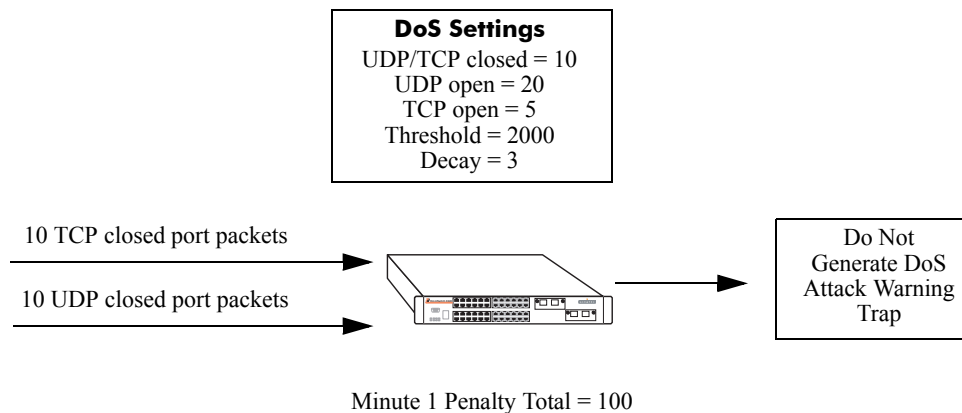 DoS Settings
UDP/TCP closed = 10
UDP open = 20
TCP open = 5
Threshold = 2000
Decay = 3
10 TCP closed port packets
10 UDP closed port packets
Do Not
Generate DoS
Attack Warning
Trap
Minute 1 Penalty Total = 100